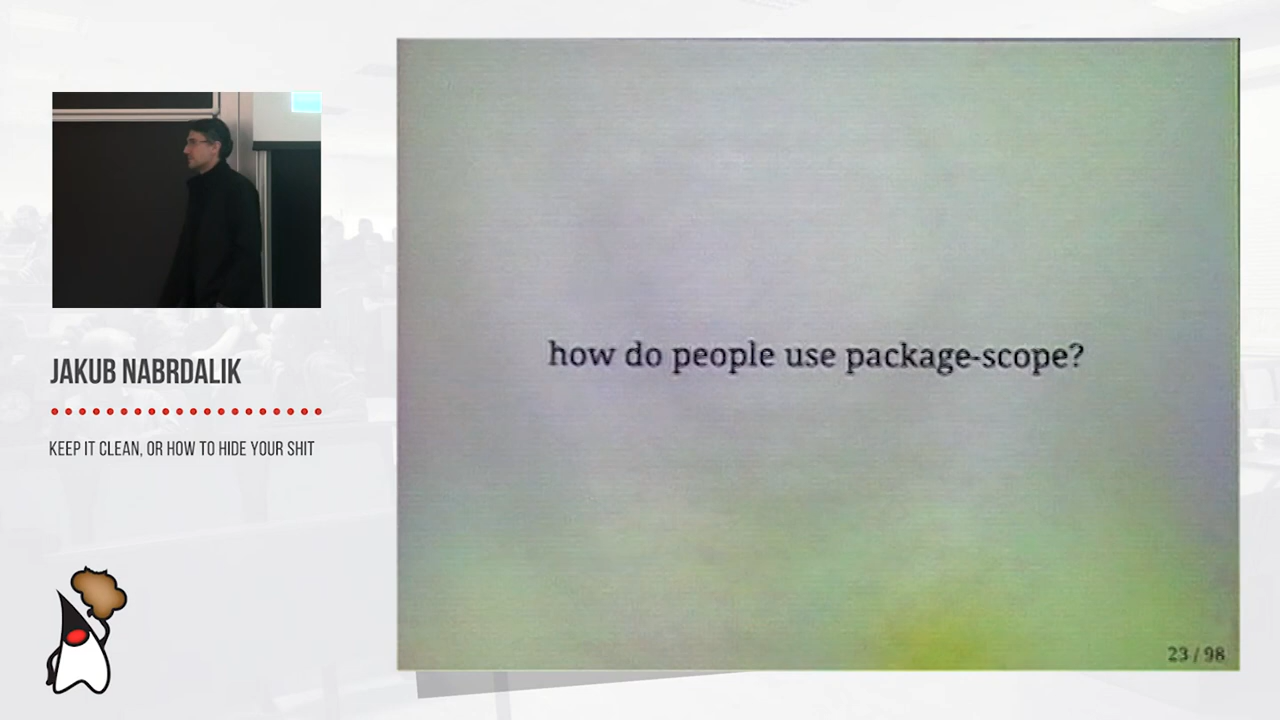 JAKUB NABRDALIK
KEEP IT CLEAN, OR HOW TO HIDE YOUR SHIT
how do people use package-scope?
23 / 98